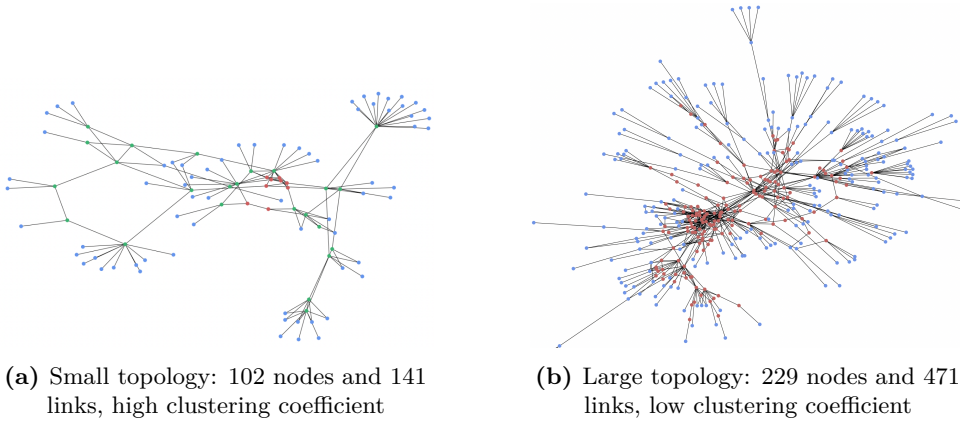 (a) Small topology: 102 nodes and 141
links, high clustering coefficient
(b) Large topology: 229 nodes and 471
links, low clustering coefficient